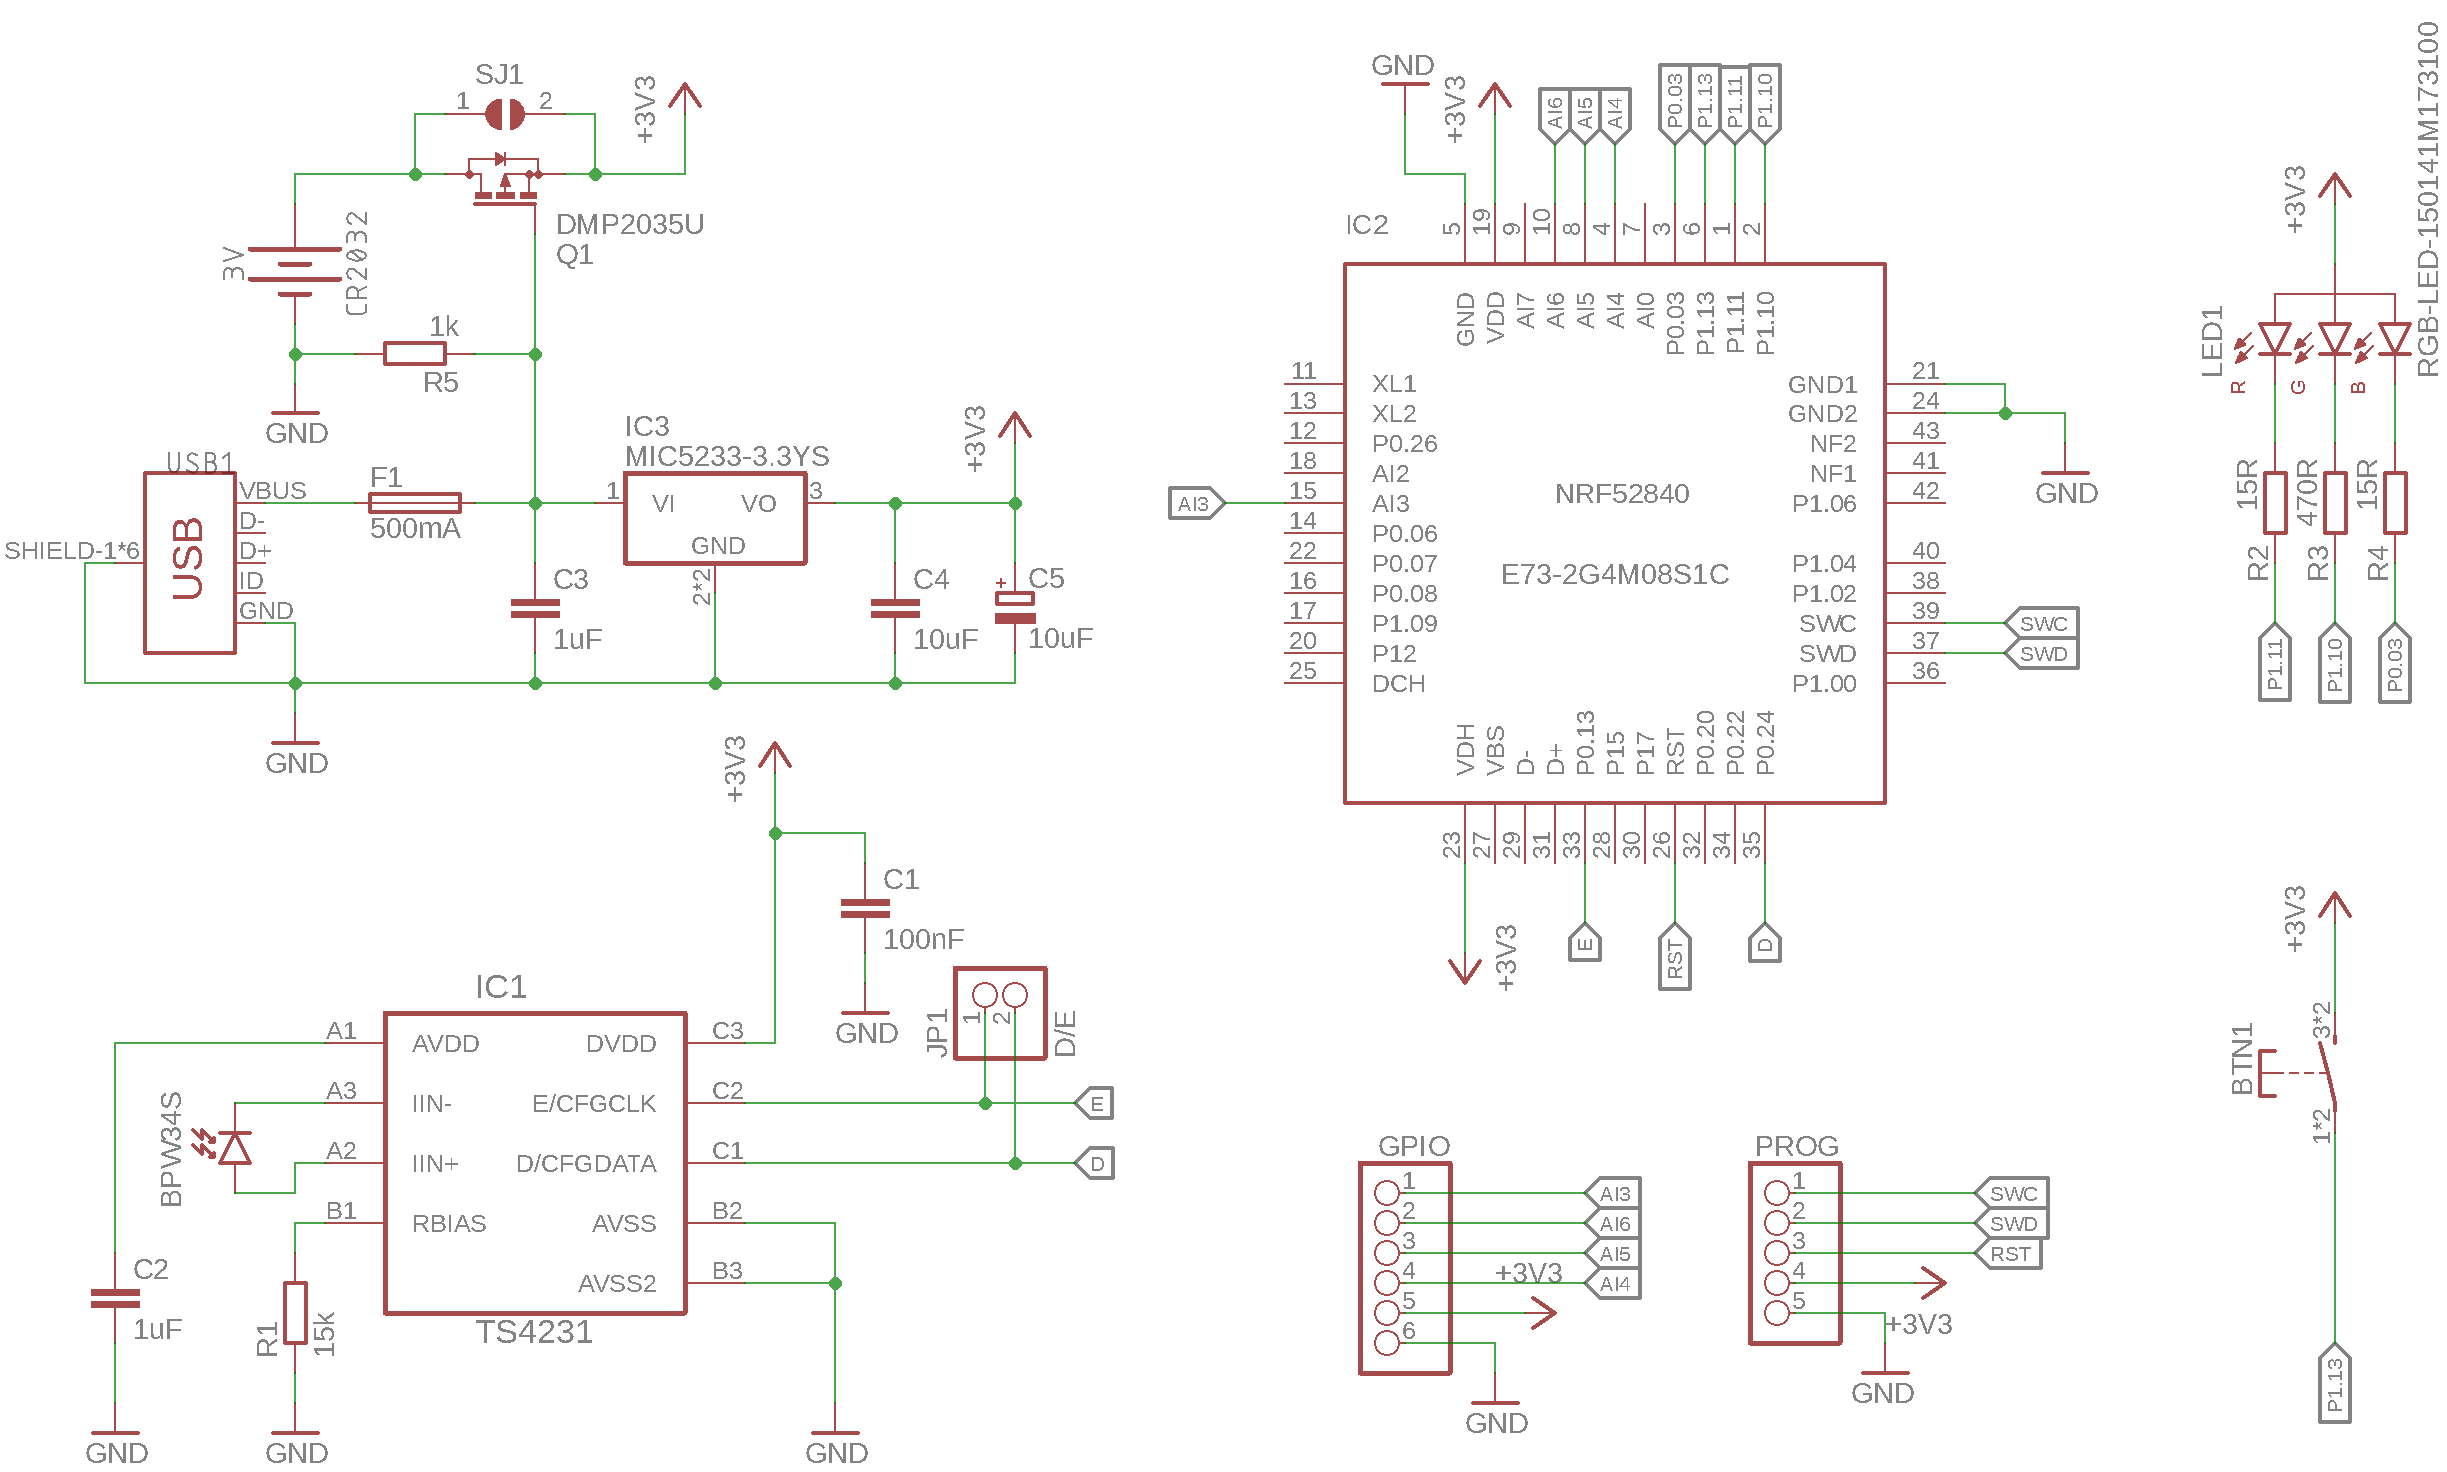 SJ1
1
2
+3V3
DMP2035U
Q1
3V
CR2032
1k
R5
GND
USB1
VBUS
D-
D+
ID
GND
USB
SHIELD-1*6
F1
500mA
IC3
MIC5233-3.3YS
1
VI
VO
3
GND
2*2
+3V3
C3
1uF
C4
10uF
+
C5
10uF
GND
+3V3
C1
100nF
GND
IC1
A1
AVDD
A3
IIN-
A2
IIN+
B1
RBIAS
DVDD
C3
E/CFGCLK
C2
D/CFGDATA
C1
AVSS
B2
AVSS2
B3
TS4231
BPW34S
C2
1uF
R1
15k
GND
GND
GND
JP1
1
2
D/E
E
D
GND
+3V3
AI6
AI5
AI4
P0.03
P1.13
P1.11
P1.10
IC2
5
19
9
10
8
4
7
3
6
1
2
GND
VDD
AI7
AI6
AI5
AI4
AI0
P0.03
P1.13
P1.11
P1.10
11 XL1
13 XL2
12 P0.26
18 AI2
AI3
15 AI3
14 P0.06
22 P0.07
16 P0.08
17 P1.09
20 P12
25 DCH
NRF52840
E73-2G4M08S1C
GND1 21
GND2 24
NF2 43
NF1 41
P1.06 42
P1.04 40
P1.02 38
SWC 39
SWD 37
P1.00 36
GND
SWC
SWD
VDH
VBS
D-
D+
P0.13
P15
P17
RST
P0.20
P0.22
P0.24
23
27
29
31
33
28
30
26
32
34
35
+3V3
E
RST
D
RGB-LED-150141M173100
+3V3
LED1
R
G
B
15R
470R
15R
R2
R3
R4
P1.11
P1.10
P0.03
+3V3
BTN1
3*2
1*2
P1.13
GPIO
1
2
3
4
5
6
AI3
AI6
AI5
AI4
+3V3
GND
PROG
1
2
3
4
5
SWC
SWD
RST
+3V3
GND